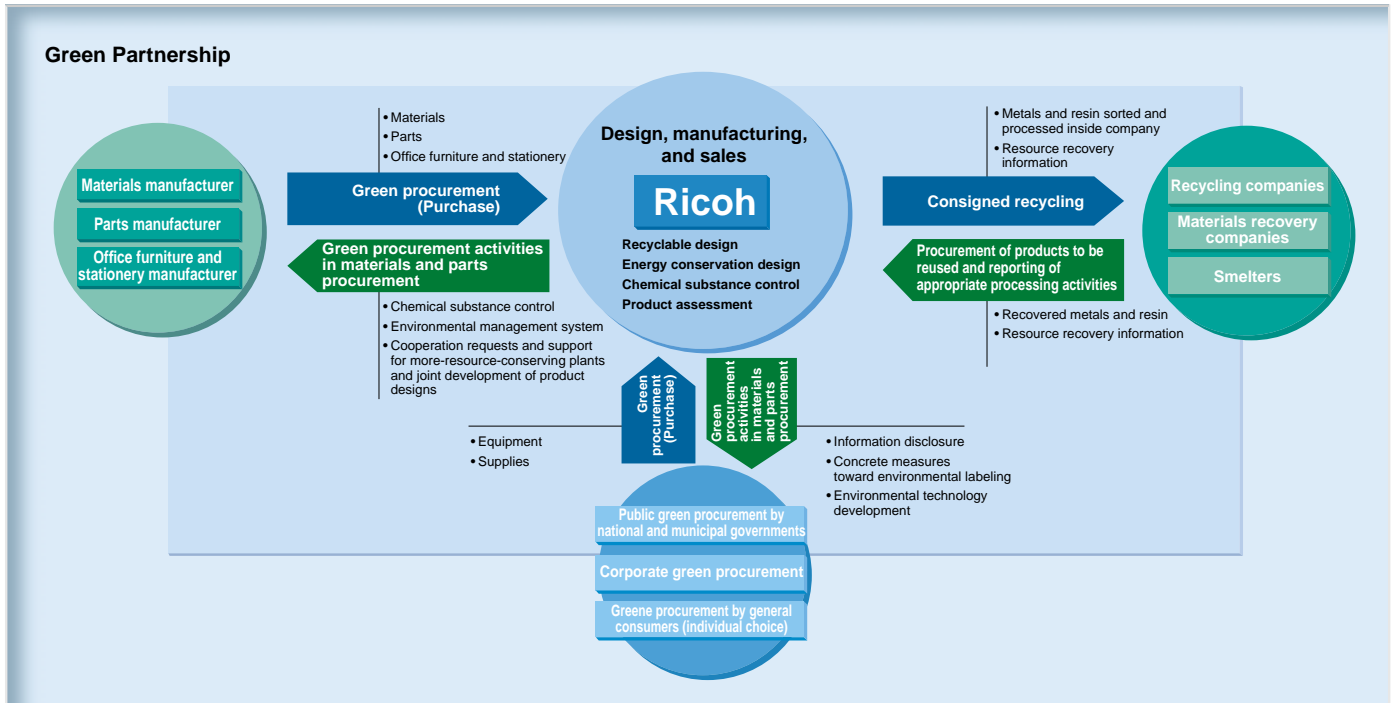 Green Partnership
Materials manufacturer
Parts manufacturer
Office furniture and
stationery manufacturer
• Materials
• Parts
• Office furniture and stationery
Green procurement
(Purchase)
Green procurement activities
in materials and parts
procurement
• Chemical substance control
• Environmental management system
• Cooperation requests and support
for more-resource-conserving plants
and joint development of product
designs
Design, manufacturing,
and sales
Ricoh
Recyclable design
Energy conservation design
Chemical substance control
Product assessment
• Metals and resin sorted and
processed inside company
• Resource recovery
information
Consigned recycling
Procurement of products to be
reused and reporting of
appropriate processing activities
• Recovered metals and resin
• Resource recovery information
Recycling companies
Materials recovery
companies
Smelters
• Equipment
• Supplies
Green
procurement
(Purchase)
Green
procurement
activities
in materials
and parts
procurement
• Information disclosure
• Concrete measures
toward environmental labeling
• Environmental technology
development
Public green procurement by
national and municipal governments
Corporate green procurement
Greene procurement by general
consumers (individual choice)